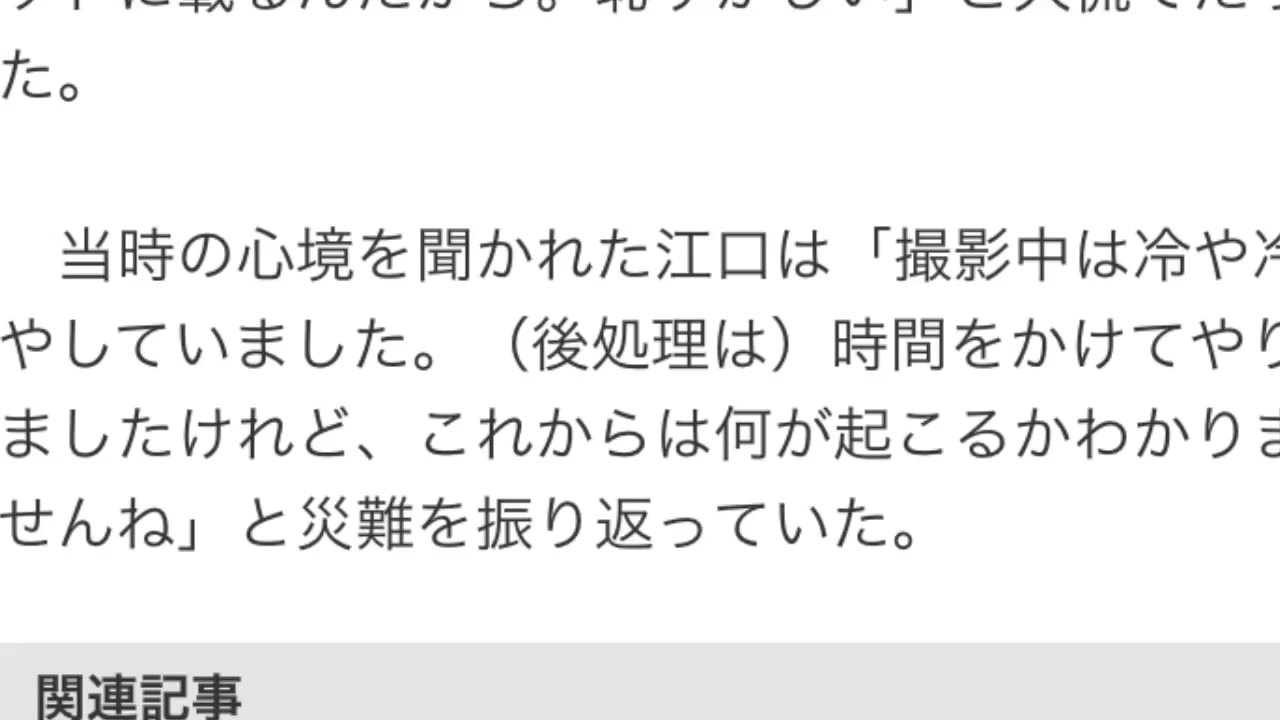 た。
当時の心境を聞かれた江口は「撮影中は冷や冷
やしていました。（後処理は）時間をかけてやり
ましたけれど、これからは何が起こるかわかりま
せんね」と災難を振り返っていた。
関連記事